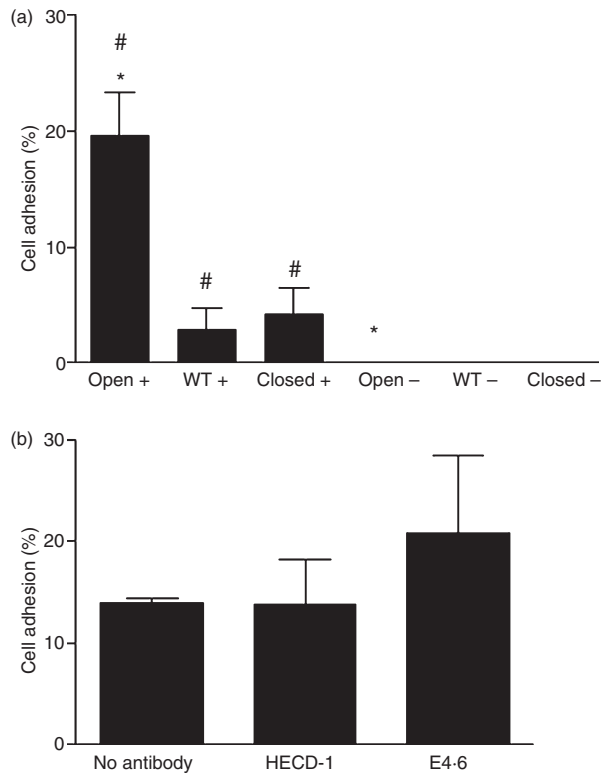 (a)
30
20
10
0
Cell adhesion (%)
#
*
#
#
*
Open + WT + Closed + Open – WT – Closed –
(b)
30
20
10
0
Cell adhesion (%)
No antibody HECD-1 E4·6